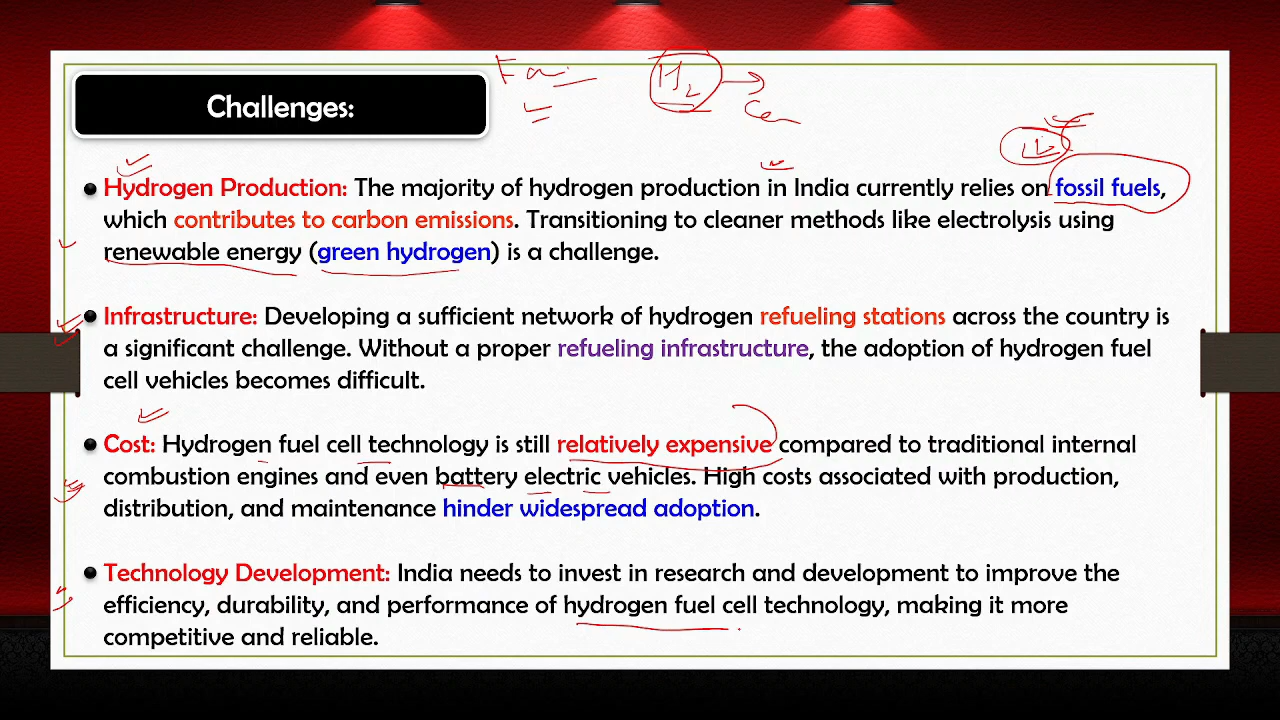 Challenges:
H₂
• Hydrogen Production: The majority of hydrogen production in India currently relies on fossil fuels,
which contributes to carbon emissions. Transitioning to cleaner methods like electrolysis using
renewable energy (green hydrogen) is a challenge.
• Infrastructure: Developing a sufficient network of hydrogen refueling stations across the country is
a significant challenge. Without a proper refueling infrastructure, the adoption of hydrogen fuel
cell vehicles becomes difficult.
• Cost: Hydrogen fuel cell technology is still relatively expensive compared to traditional internal
combustion engines and even battery electric vehicles. High costs associated with production,
distribution, and maintenance hinder widespread adoption.
• Technology Development: India needs to invest in research and development to improve the
efficiency, durability, and performance of hydrogen fuel cell technology, making it more
competitive and reliable.